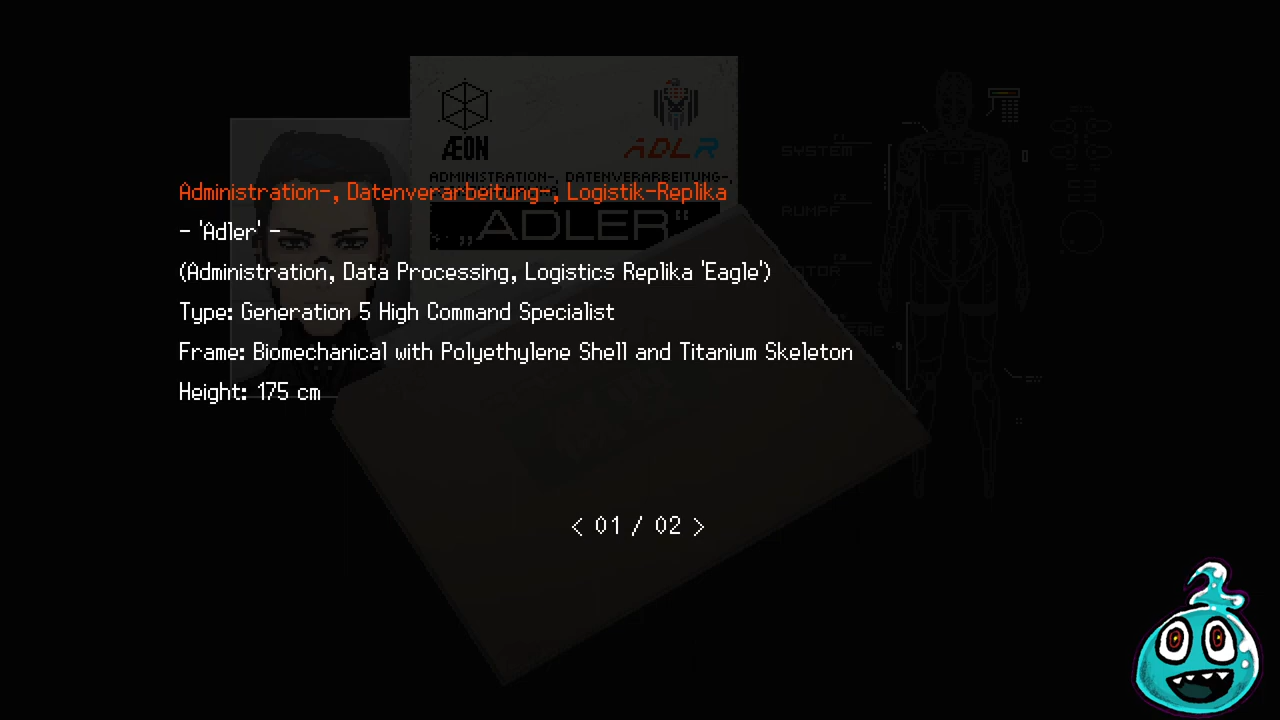 ÆON
ADLR
ADMINISTRATION-, DATENVERARBEITUNG-,
Administration-, Datenverarbeitung-, Logistik-Replika
„ADLER“
- 'Adler' -
(Administration, Data Processing, Logistics Replika 'Eagle')
Type: Generation 5 High Command Specialist
Frame: Biomechanical with Polyethylene Shell and Titanium Skeleton
Height: 175 cm
SYSTEM
RUMPF
< 01 / 02 >